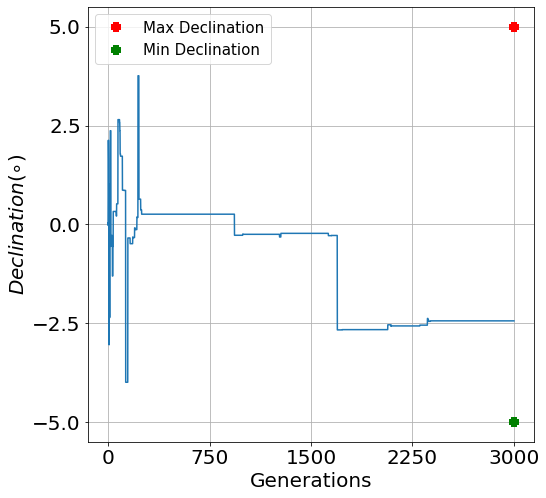 Max Declination
Min Declination
5.0
2.5
0.0
−2.5
−5.0
Declination(∘)
0 750 1500 2250 3000
Generations